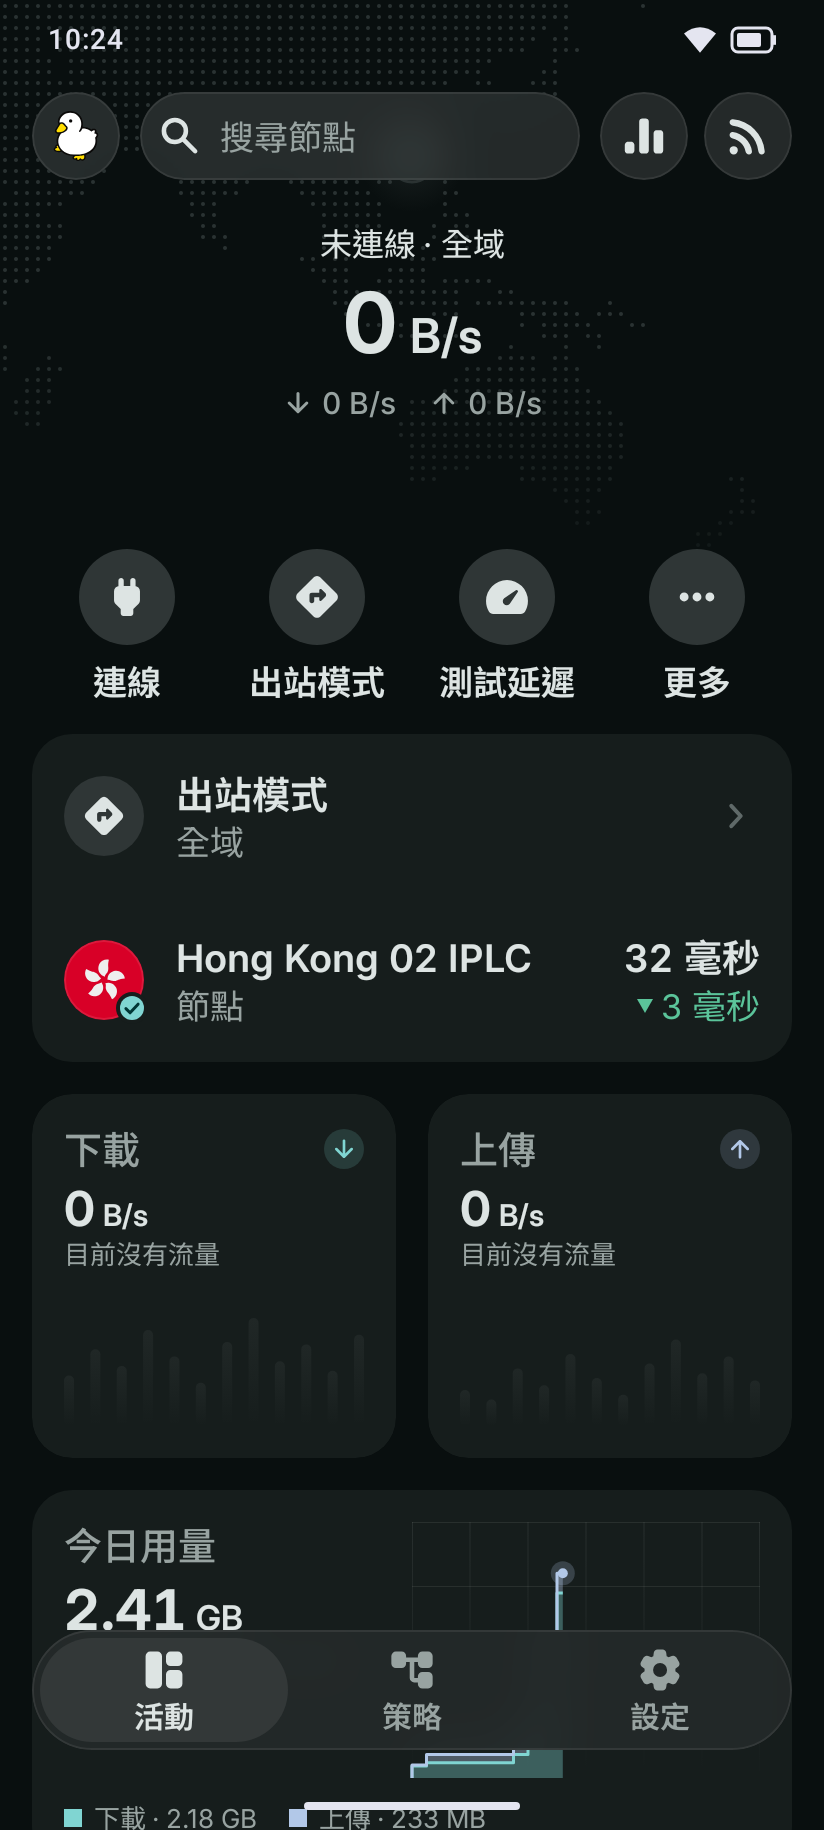 10:24
搜尋節點
未連線 · 全域
0 B/s
↓ 0 B/s ↑ 0 B/s
連線 出站模式 測試延遲 更多
出站模式
全域
Hong Kong 02 IPLC 32 毫秒
節點 ▼3 毫秒
下載 上傳
0 B/s 0 B/s
目前沒有流量 目前沒有流量
今日用量
2.41 GB
活動 策略 設定
下載 · 2.18 GB 上傳 · 233 MB